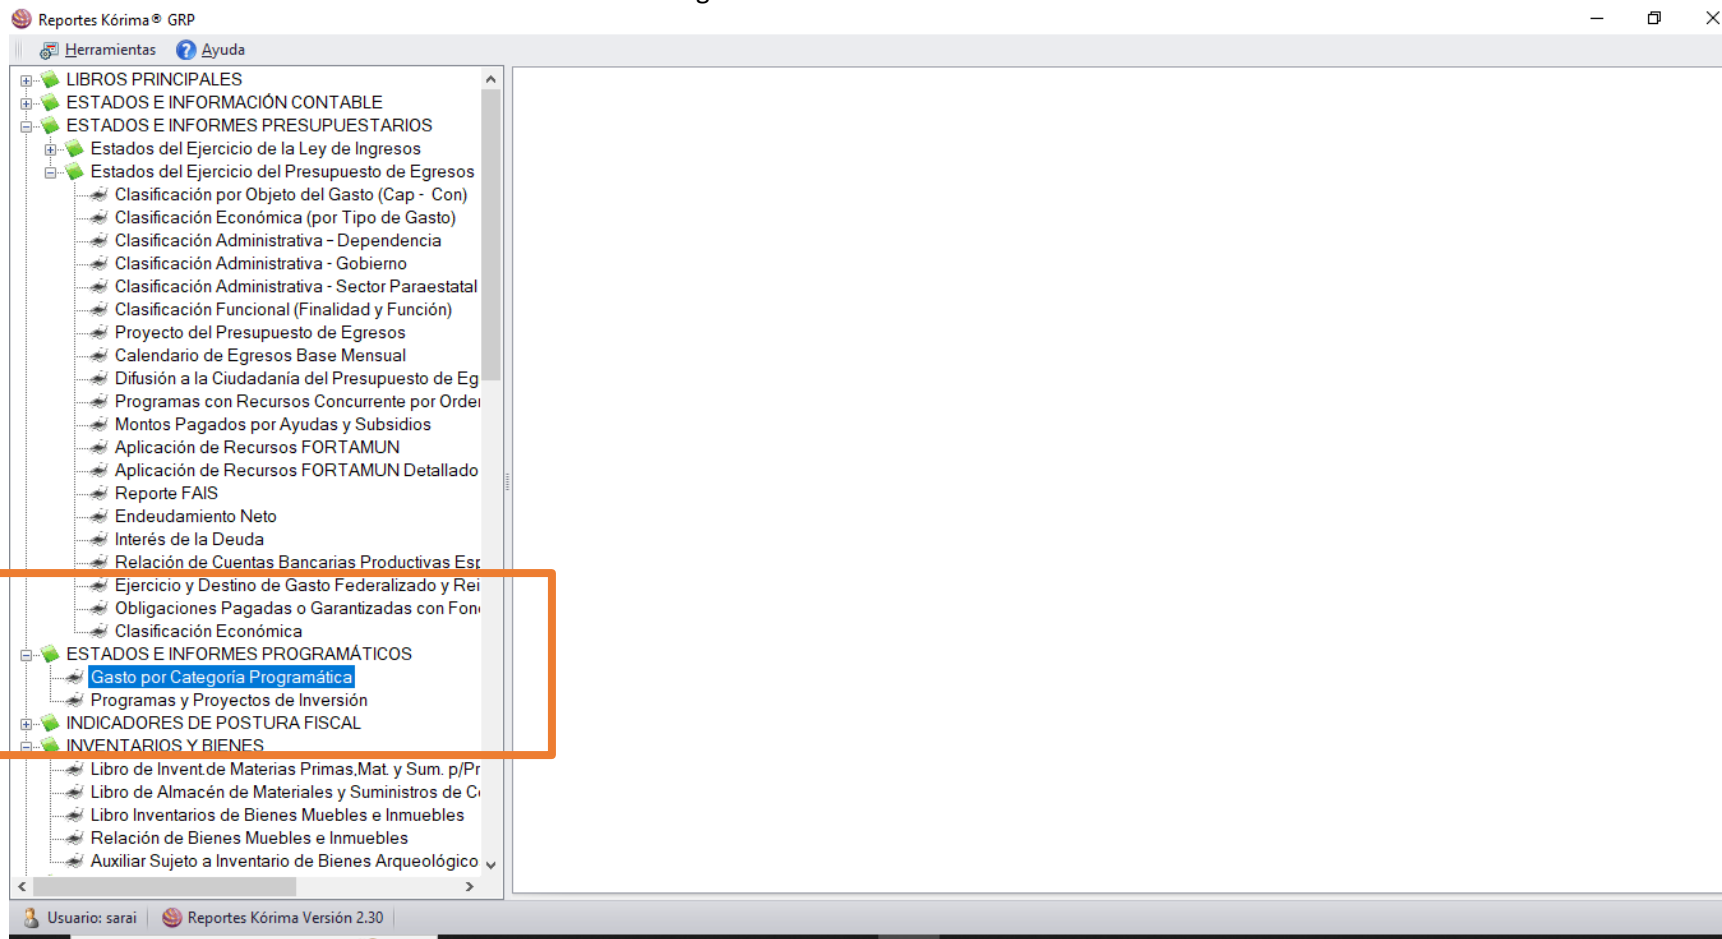 Reportes Kórima® GRP
Herramientas Ayuda
LIBROS PRINCIPALES
ESTADOS E INFORMACIÓN CONTABLE
ESTADOS E INFORMES PRESUPUESTARIOS
Estados del Ejercicio de la Ley de Ingresos
Estados del Ejercicio del Presupuesto de Egresos
Clasificación por Objeto del Gasto (Cap - Con)
Clasificación Económica (por Tipo de Gasto)
Clasificación Administrativa - Dependencia
Clasificación Administrativa - Gobierno
Clasificación Administrativa - Sector Paraestatal
Clasificación Funcional (Finalidad y Función)
Proyecto del Presupuesto de Egresos
Calendario de Egresos Base Mensual
Difusión a la Ciudadanía del Presupuesto de Eg
Programas con Recursos Concurrente por Orde
Montos Pagados por Ayudas y Subsidios
Aplicación de Recursos FORTAMUN
Aplicación de Recursos FORTAMUN Detallado
Reporte FAIS
Endeudamiento Neto
Interés de la Deuda
Relación de Cuentas Bancarias Productivas Esp
Ejercicio y Destino de Gasto Federalizado y Rei
Obligaciones Pagadas o Garantizadas con Fon
Clasificación Económica
ESTADOS E INFORMES PROGRAMÁTICOS
Gasto por Categoría Programática
Programas y Proyectos de Inversión
INDICADORES DE POSTURA FISCAL
INVENTARIOS Y BIENES
Libro de Invent.de Materias Primas,Mat. y Sum. p/Pr
Libro de Almacén de Materiales y Suministros de C
Libro Inventarios de Bienes Muebles e Inmuebles
Relación de Bienes Muebles e Inmuebles
Auxiliar Sujeto a Inventario de Bienes Arqueológico
Usuario: sarai Reportes Kórima Versión 2.30